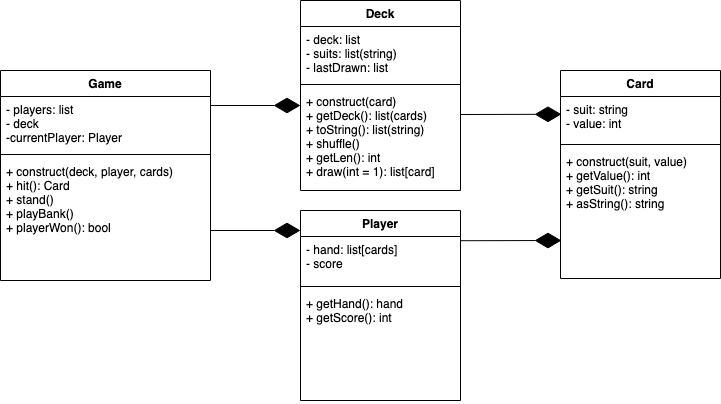 Game
- players: list
- deck
-currentPlayer: Player
+ construct(deck, player, cards)
+ hit(): Card
+ stand()
+ playBank()
+ playerWon(): bool
Deck
- deck: list
- suits: list(string)
- lastDrawn: list
+ construct(card)
+ getDeck(): list(cards)
+ toString(): list(string)
+ shuffle()
+ getLen(): int
+ draw(int = 1): list[card]
Player
- hand: list[cards]
- score
+ getHand(): hand
+ getScore(): int
Card
- suit: string
- value: int
+ construct(suit, value)
+ getValue(): int
+ getSuit(): string
+ asString(): string